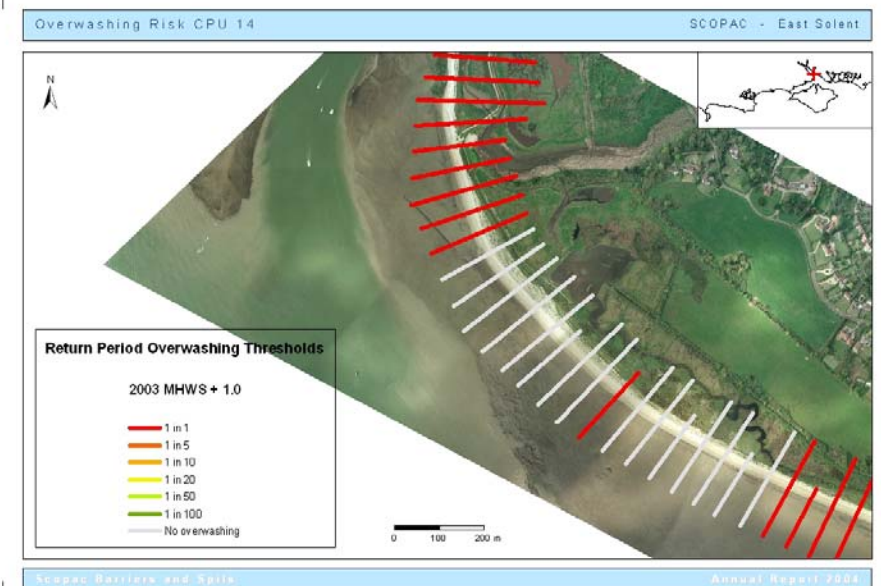 Overwashing Risk CPU 14
SCOPAC - East Solent
N
Return Period Overwashing Thresholds
2003 MHWS + 1.0
1 in 1
1 in 5
1 in 10
1 in 20
1 in 50
1 in 100
No overwashing
0 100 200 m
Scopac Barriers and Spits
Annual Report 2004